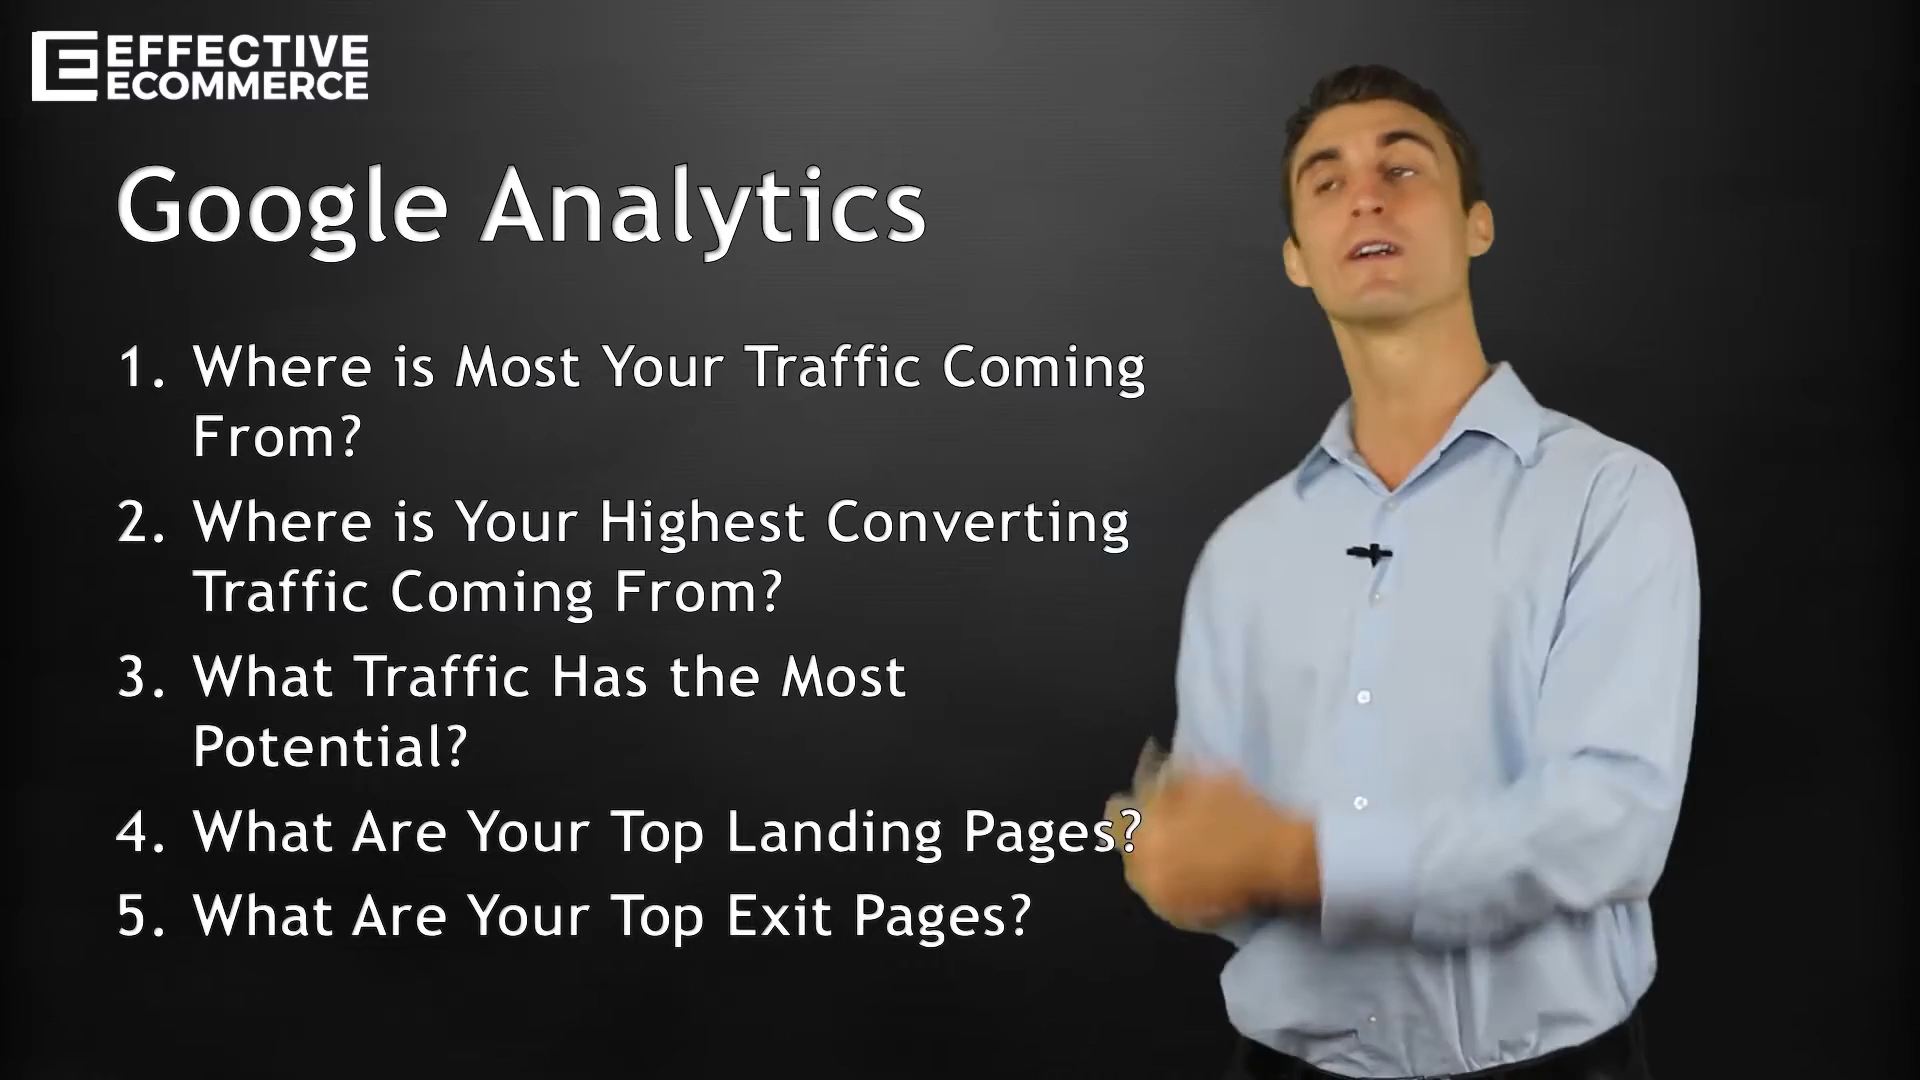 EFFECTIVE
ECOMMERCE
Google Analytics
1. Where is Most Your Traffic Coming
From?
2. Where is Your Highest Converting
Traffic Coming From?
3. What Traffic Has the Most
Potential?
4. What Are Your Top Landing Pages?
5. What Are Your Top Exit Pages?